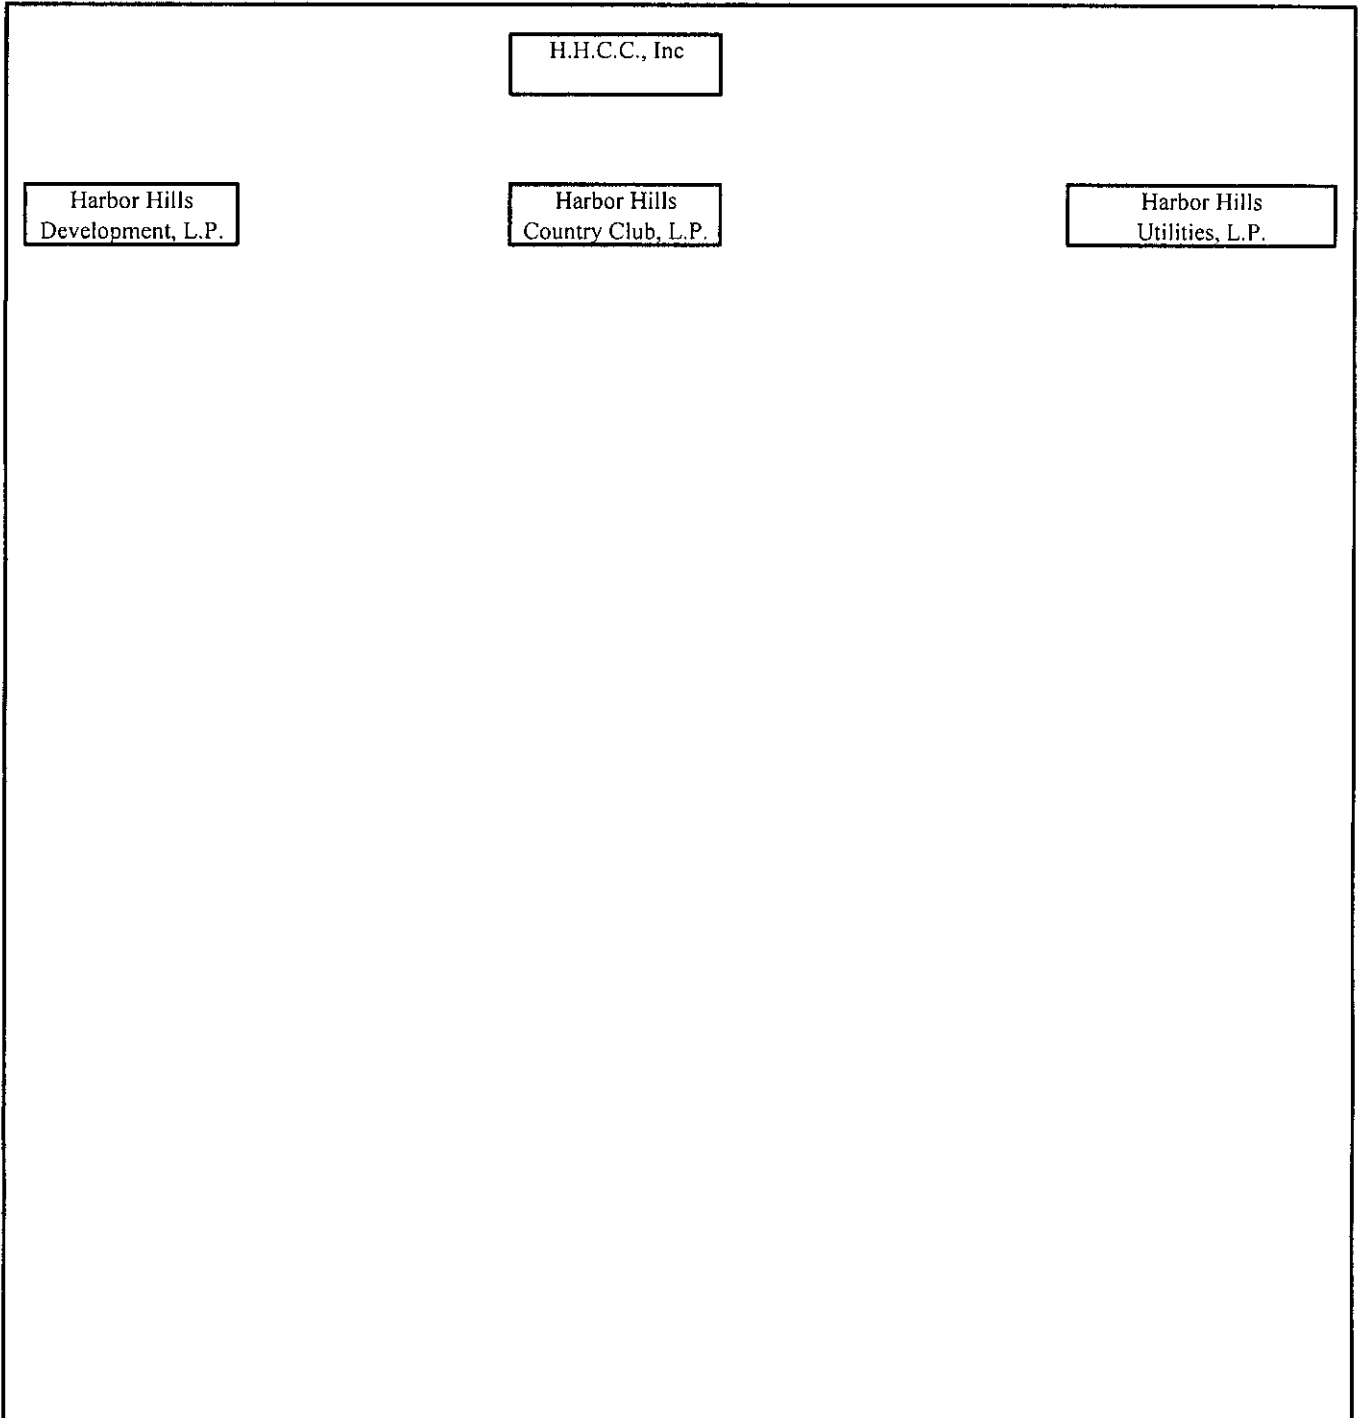 H.H.C.C., Inc
Harbor Hills
Development, L.P.
Harbor Hills
Country Club, L.P.
Harbor Hills
Utilities, L.P.